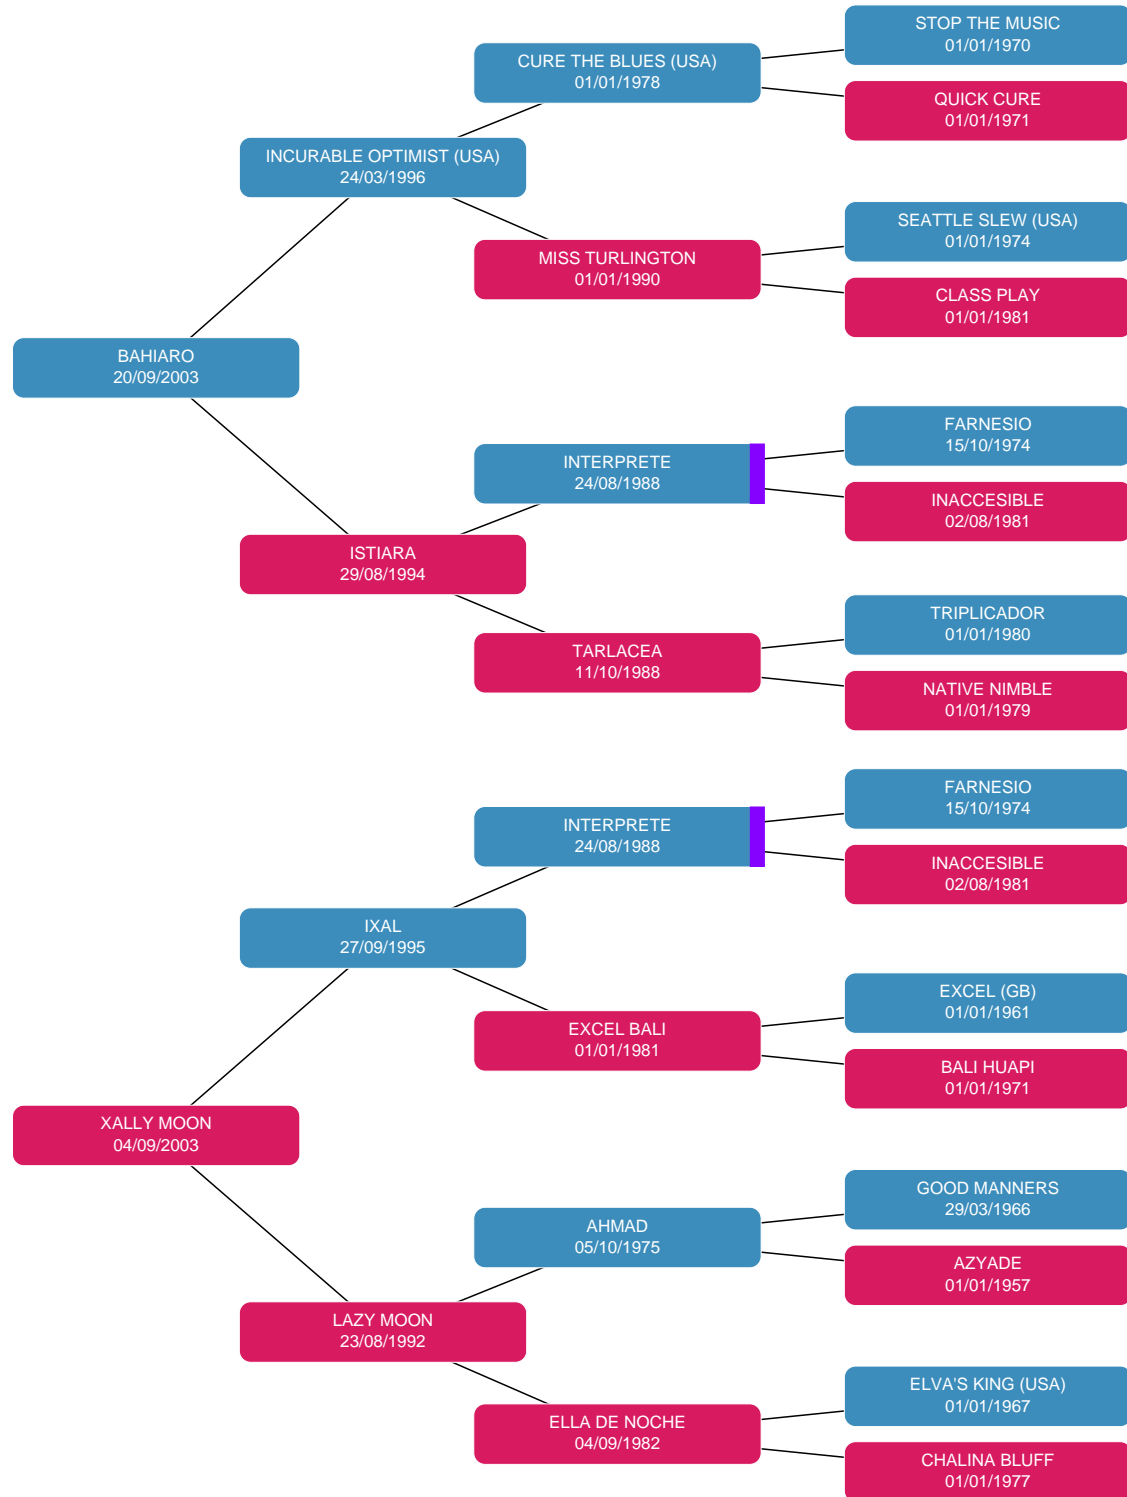 STOP THE MUSIC
01/01/1970
CURE THE BLUES (USA)
01/01/1978
QUICK CURE
01/01/1971
INCURABLE OPTIMIST (USA)
24/03/1996
SEATTLE SLEW (USA)
01/01/1974
MISS TURLINGTON
01/01/1990
CLASS PLAY
01/01/1981
BAHIARO
20/09/2003
FARNESIO
15/10/1974
INTERPRETE
24/08/1988
INACCESIBLE
02/08/1981
ISTIARA
29/08/1994
TRIPLICADOR
01/01/1980
TARLACEA
11/10/1988
NATIVE NIMBLE
01/01/1979
FARNESIO
15/10/1974
INTERPRETE
24/08/1988
INACCESIBLE
02/08/1981
IXAL
27/09/1995
EXCEL (GB)
01/01/1961
EXCEL BALI
01/01/1981
BALI HUAPI
01/01/1971
XALLY MOON
04/09/2003
GOOD MANNERS
29/03/1966
AHMAD
05/10/1975
AZYADE
01/01/1957
LAZY MOON
23/08/1992
ELVA'S KING (USA)
01/01/1967
ELLA DE NOCHE
04/09/1982
CHALINA BLUFF
01/01/1977